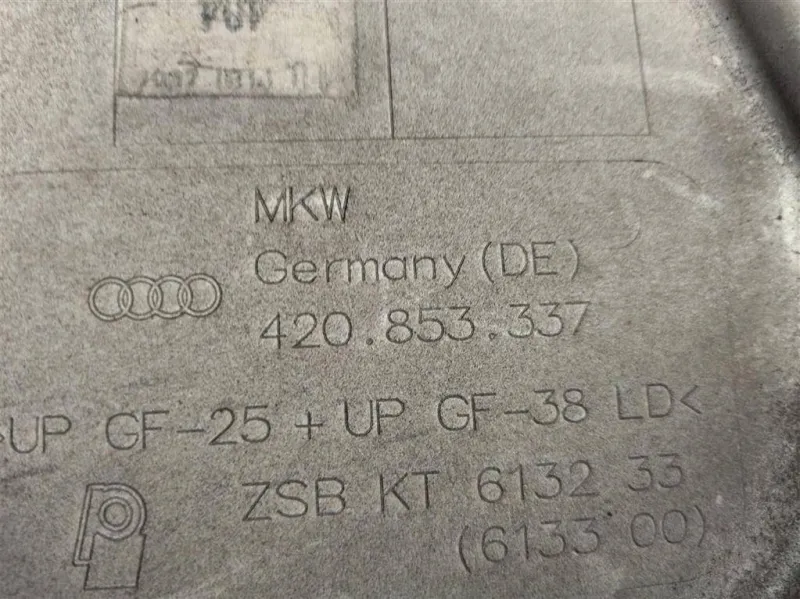 MKW
Germany (DE)
420.853.337
>UP GF-25 + UP GF-38 LD<
ZSB KT 6132 33
(6133 00)